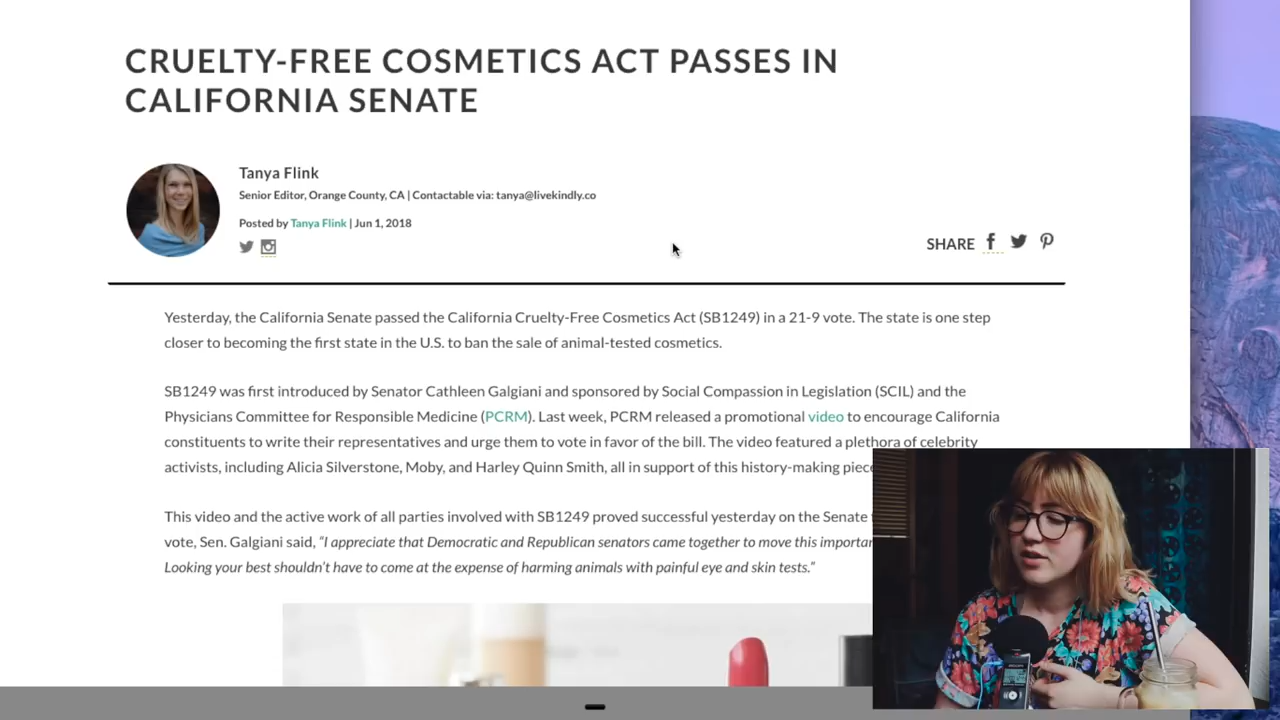 CRUELTY-FREE COSMETICS ACT PASSES IN
CALIFORNIA SENATE
Tanya Flink
Senior Editor, Orange County, CA | Contactable via: tanya@livekindly.co
Posted by Tanya Flink | Jun 1, 2018
SHARE
Yesterday, the California Senate passed the California Cruelty-Free Cosmetics Act (SB1249) in a 21-9 vote. The state is one step
closer to becoming the first state in the U.S. to ban the sale of animal-tested cosmetics.
SB1249 was first introduced by Senator Cathleen Galgiani and sponsored by Social Compassion in Legislation (SCIL) and the
Physicians Committee for Responsible Medicine (PCRM). Last week, PCRM released a promotional video to encourage California
constituents to write their representatives and urge them to vote in favor of the bill. The video featured a plethora of celebrity
activists, including Alicia Silverstone, Moby, and Harley Quinn Smith, all in support of this history-making
This video and the active work of all parties involved with SB1249 proved successful yesterday on the Senate
vote, Sen. Galgiani said, “I appreciate that Democratic and Republican senators came together to move this
Looking your best shouldn’t have to come at the expense of harming animals with painful eye and skin tests.”